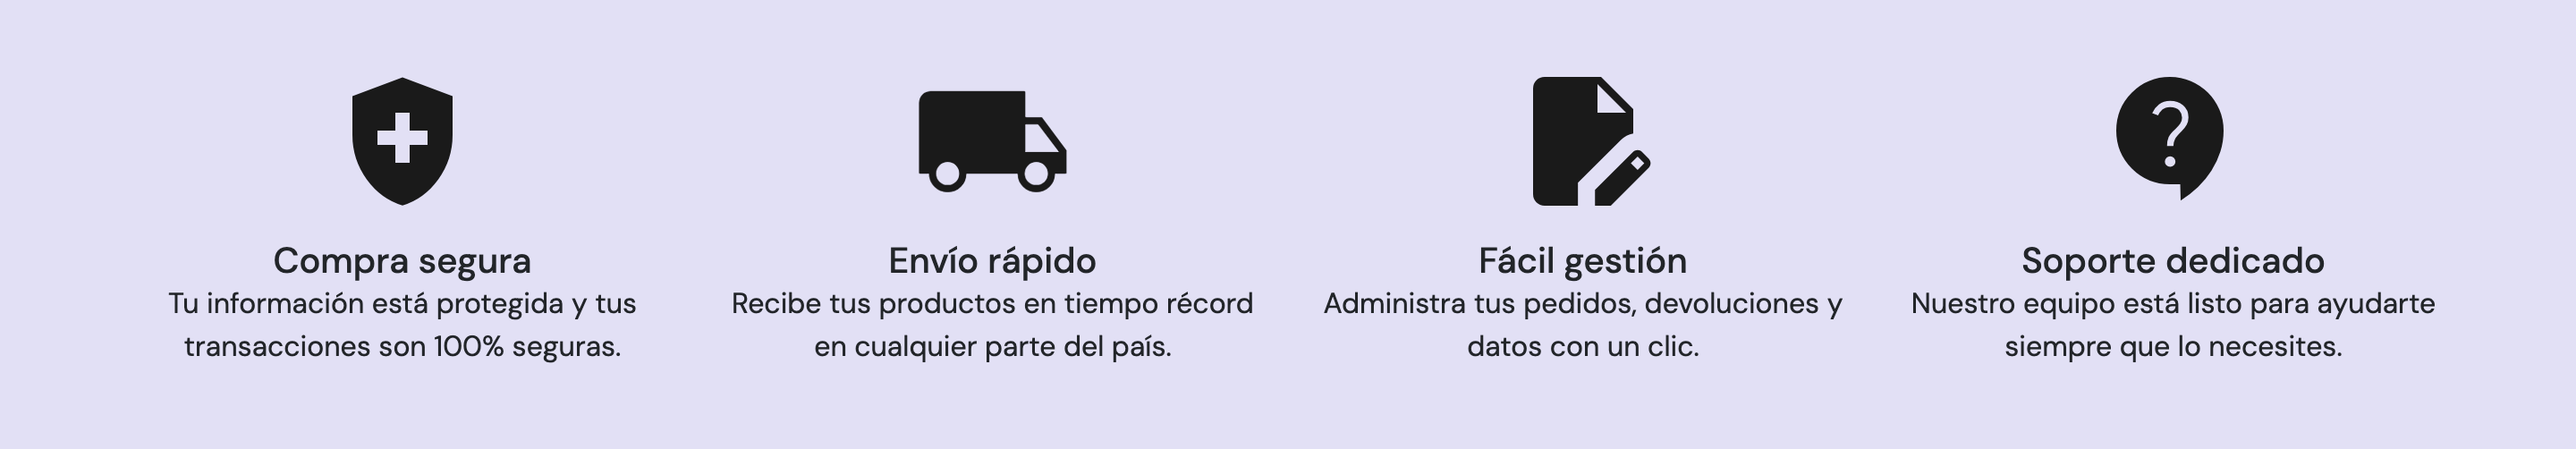 Compra segura
Tu información está protegida y tus
transacciones son 100% seguras.
Envío rápido
Recibe tus productos en tiempo récord
en cualquier parte del país.
Fácil gestión
Administra tus pedidos, devoluciones y
datos con un clic.
Soporte dedicado
Nuestro equipo está listo para ayudarte
siempre que lo necesites.